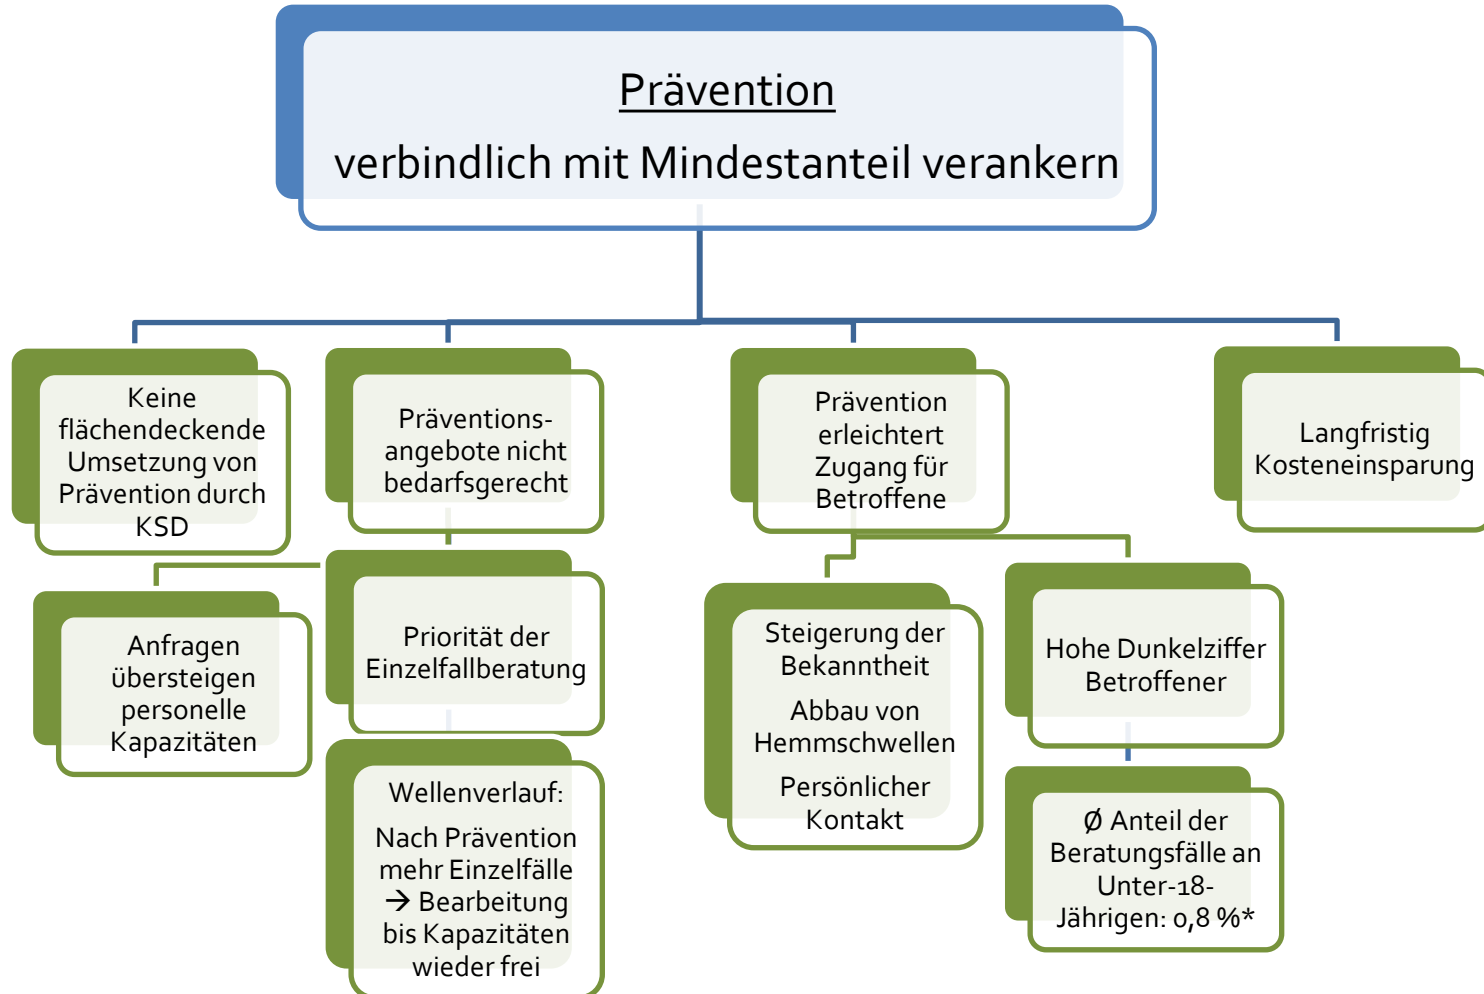 Prävention
verbindlich mit Mindestanteil verankern
Keine
flächendeckende
Umsetzung von
Prävention durch
KSD
Präventions-
angebote nicht
bedarfsgerecht
Prävention
erleichtert
Zugang für
Betroffene
Langfristig
Kosteneinsparung
Anfragen
übersteigen
personelle
Kapazitäten
Priorität der
Einzelfallberatung
Wellenverlauf:
Nach Prävention
mehr Einzelfälle
→ Bearbeitung
bis Kapazitäten
wieder frei
Steigerung der
Bekanntheit
Abbau von
Hemmschwellen
Persönlicher
Kontakt
Hohe Dunkelziffer
Betroffener
Ø Anteil der
Beratungsfälle an
Unter-18-
Jährigen: 0,8 %*